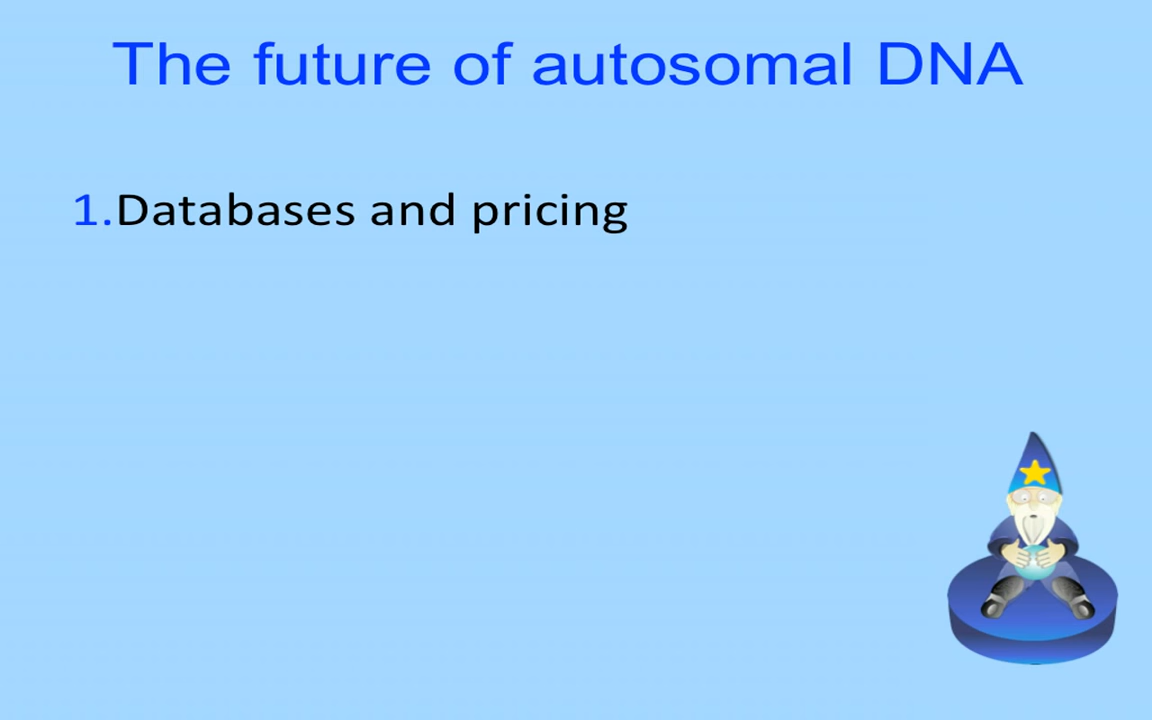 The future of autosomal DNA
1.Databases and pricing